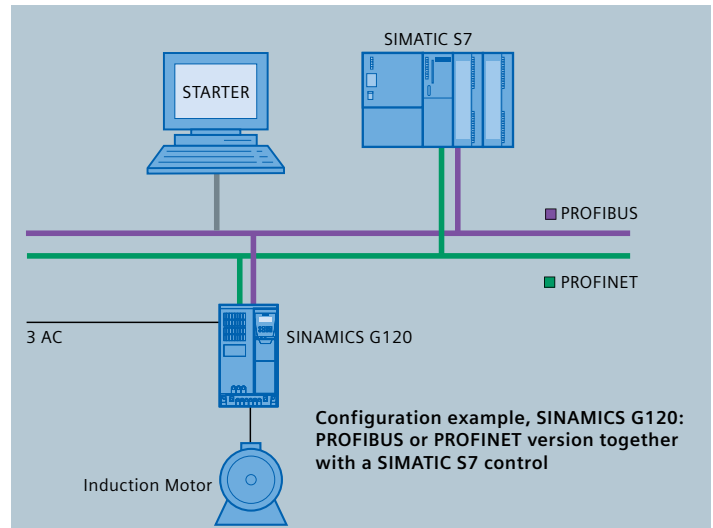 SIMATIC S7
STARTER
PROFIBUS
PROFINET
3 AC
SINAMICS G120
Configuration example, SINAMICS G120:
PROFIBUS or PROFINET version together
with a SIMATIC S7 control
Induction Motor